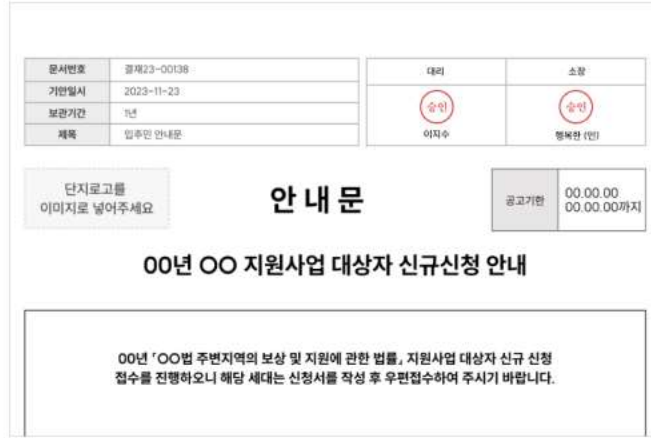 문서번호 결재23-00138
기안일시 2023-11-23
보관기간 1년
제목 입주민 안내문
대리 소장
승인 승인
이지수 행복한 (인)
단지로고를
이미지로 넣어주세요
안 내 문
공고기한 00.00.00
00.00.00까지
00년 OO 지원사업 대상자 신규신청 안내
00년 「OO법 주변지역의 보상 및 지원에 관한 법률」 지원사업 대상자 신규 신청
접수를 진행하오니 해당 세대는 신청서를 작성 후 우편접수하여 주시기 바랍니다.